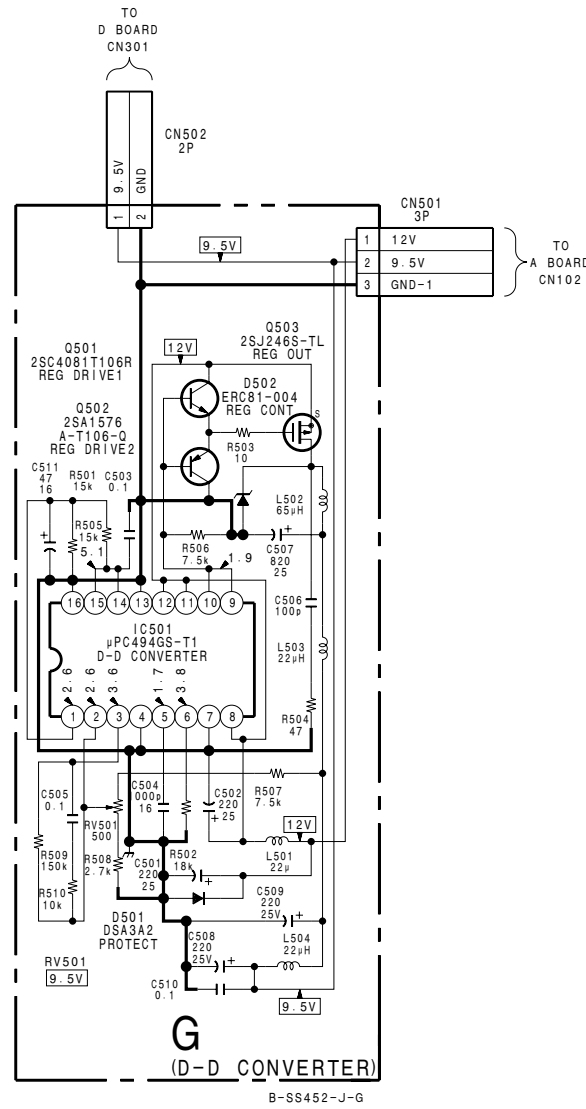 TO
D BOARD
CN301
CN502
2P
9.5V
GND
1
2
CN501
3P
1 12V
2 9.5V
3 GND-1
TO
A BOARD
CN102
9.5V
Q501
2SC4081T106R
REG DRIVE1
12V
Q503
2SJ246S-TL
REG OUT
Q502
2SA1576
A-T106-Q
REG DRIVE2
D502
ERC81-004
REG CONT
S
R503
10
C511
47
16
R501
15k
C503
0.1
R505
15k
5.1
L502
65µH
R506
7.5k
1.9
C507
820
25
C506
100p
16 15 14 13 12 11 10 9
IC501
µPC494GS-T1
D-D CONVERTER
L503
22µH
2.6
2.6
3.6
1.7
3.8
1 2 3 4 5 6 7 8
R504
47
C505
0.1
C504
1000p
16
C502
220
25
R507
7.5k
RV501
500
12V
R509
150k
R508
2.7k
C501
220
25
R502
18k
L501
22µ
R510
10k
D501
DSA3A2
PROTECT
C509
220
25V
C508
220
25V
L504
22µH
RV501
9.5V
C510
0.1
9.5V
G
(D-D CONVERTER)
B-SS452-J-G